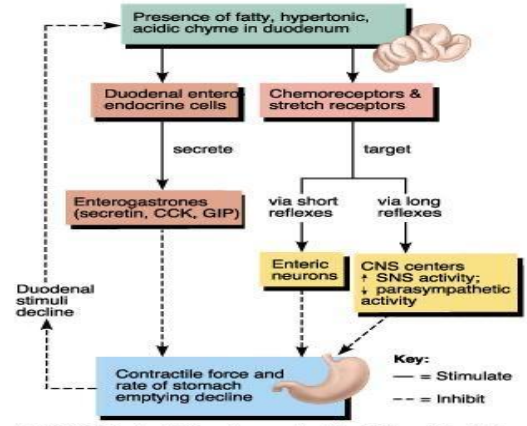 Presence of fatty, hypertonic,
acidic chyme in duodenum
Duodenal entero-
endocrine cells
Chemoreceptors &
stretch receptors
secrete
target
Enterogastrones
(secretin, CCK, GIP)
via short
reflexes
via long
reflexes
Enteric
neurons
CNS centers
↑ SNS activity;
↓ parasympathetic
activity
Duodenal
stimuli
decline
Contractile force and
rate of stomach
emptying decline
Key:
= Stimulate
= Inhibit